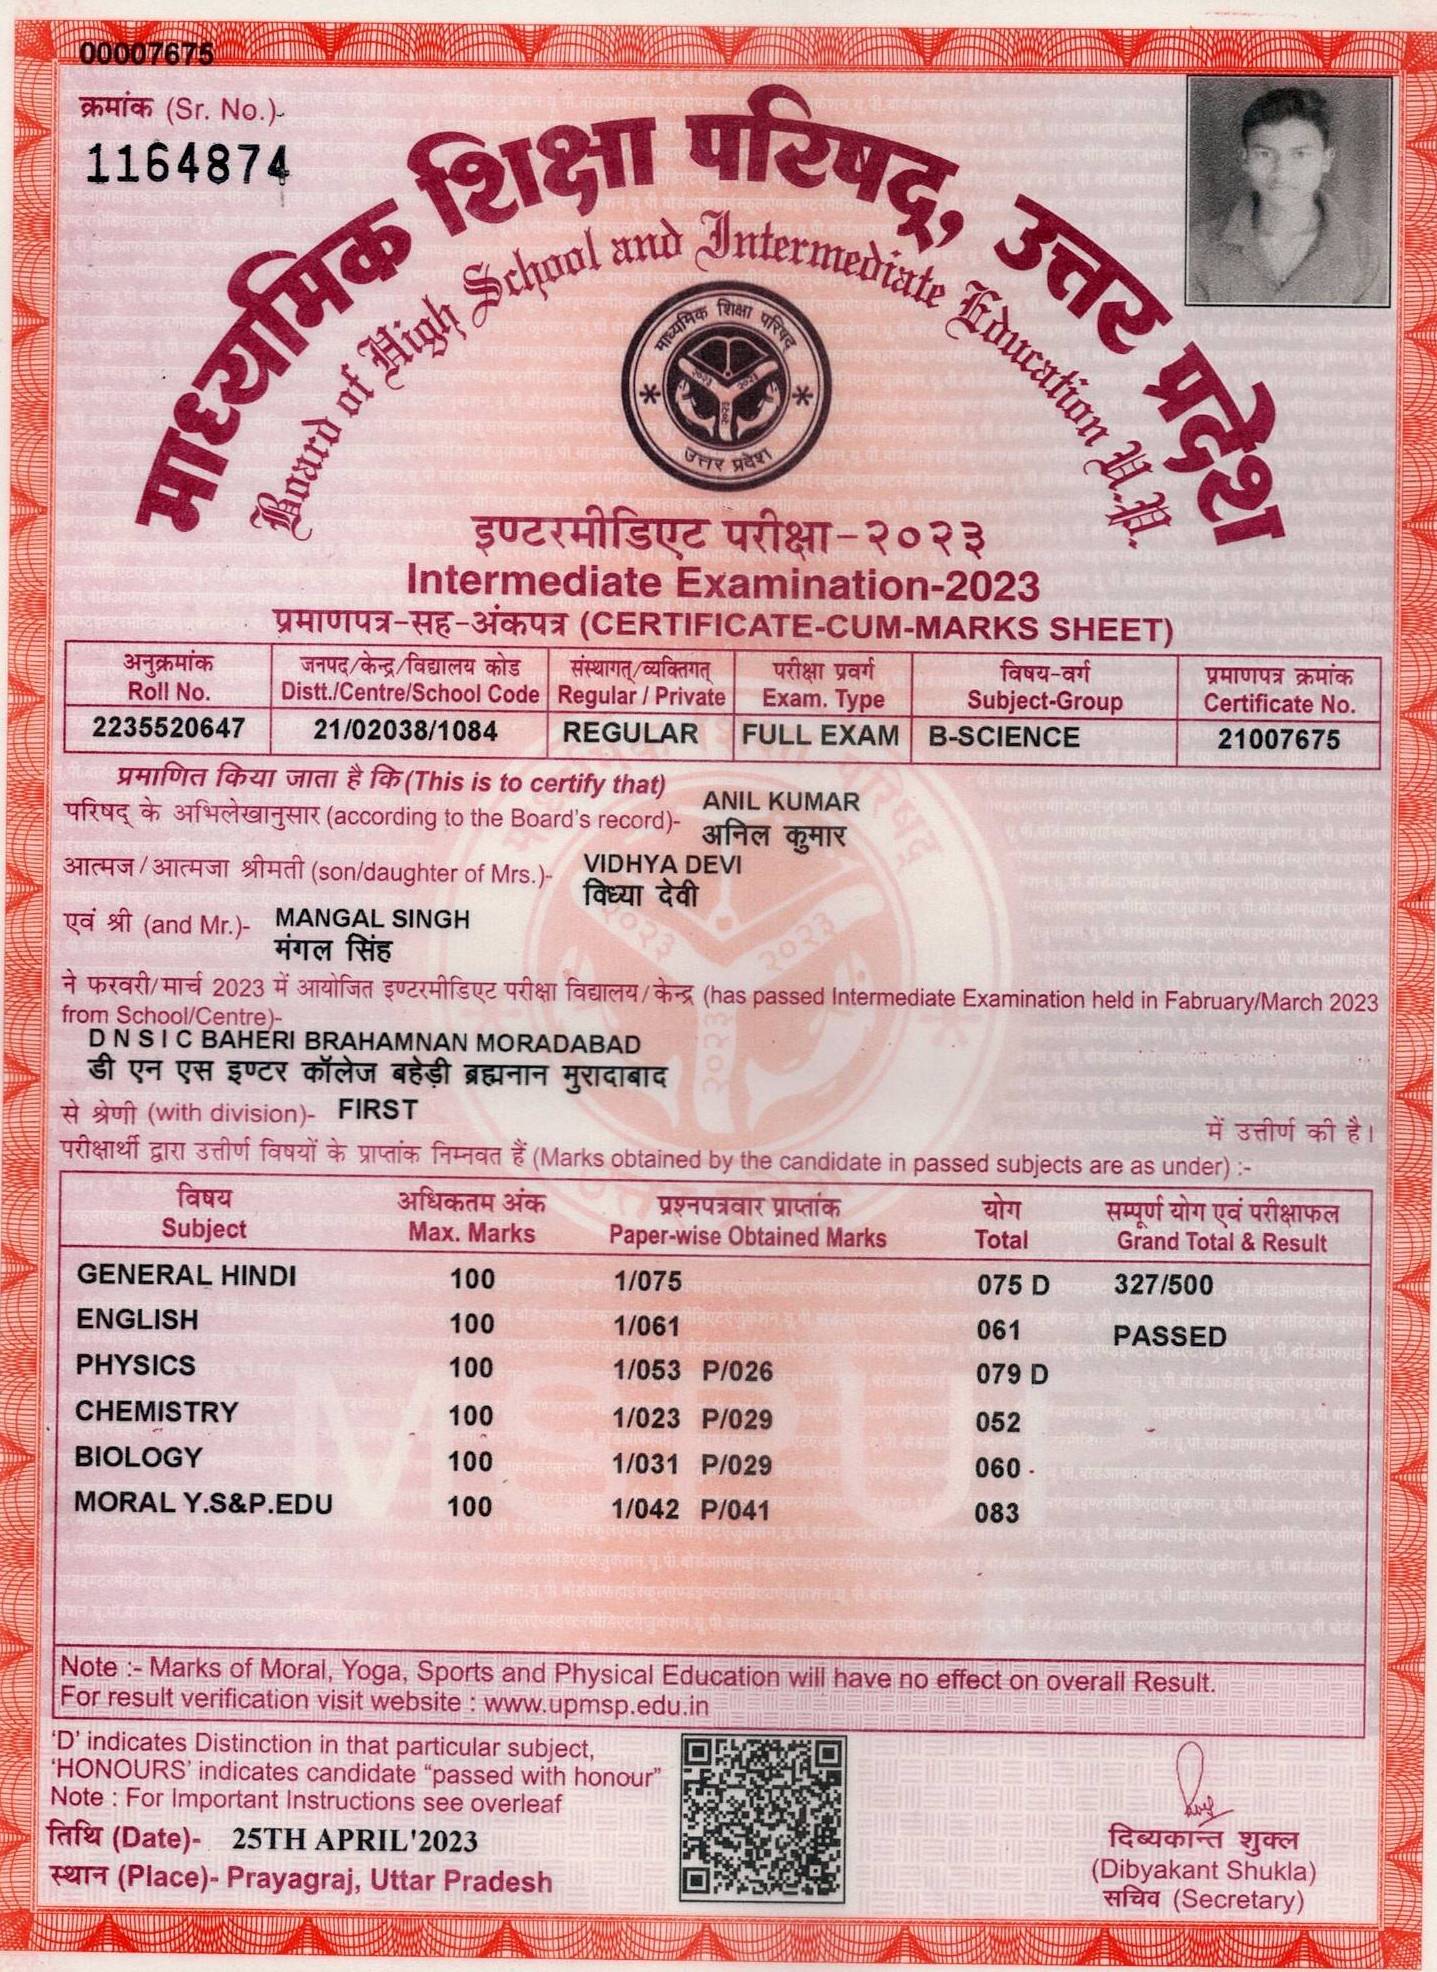 00007675
क्रमांक (Sr. No.)-
1164874
माध्यमिक शिक्षा परिषद्, उत्तर प्रदेश
Board of High School and Intermediate Education U.P.
माध्यमिक शिक्षा परिषद
२०२३ २०२३
२०२३
उत्तर प्रदेश
इण्टरमीडिएट परीक्षा-२०२३
Intermediate Examination-2023
प्रमाणपत्र-सह-अंकपत्र (CERTIFICATE-CUM-MARKS SHEET)
अनुक्रमांक जनपद/केन्द्र/विद्यालय कोड संस्थागत्/व्यक्तिगत् परीक्षा प्रवर्ग विषय-वर्ग प्रमाणपत्र क्रमांक
Roll No. Distt./Centre/School Code Regular / Private Exam. Type Subject-Group Certificate No.
2235520647 21/02038/1084 REGULAR FULL EXAM B-SCIENCE 21007675
प्रमाणित किया जाता है कि (This is to certify that)
ANIL KUMAR
परिषद् के अभिलेखानुसार (according to the Board's record)-
अनिल कुमार
VIDHYA DEVI
आत्मज/आत्मजा श्रीमती (son/daughter of Mrs.)-
विध्या देवी
एवं श्री (and Mr.)- MANGAL SINGH
मंगल सिंह
ने फरवरी/मार्च 2023 में आयोजित इण्टरमीडिएट परीक्षा विद्यालय/केन्द्र (has passed Intermediate Examination held in Fabruary/March 2023
from School/Centre)-
D N S I C BAHERI BRAHAMNAN MORADABAD
डी एन एस इण्टर कॉलेज बहेड़ी ब्रह्मनान मुरादाबाद
से श्रेणी (with division)- FIRST में उत्तीर्ण की है।
परीक्षार्थी द्वारा उत्तीर्ण विषयों के प्राप्तांक निम्नवत हैं (Marks obtained by the candidate in passed subjects are as under) :-
विषय अधिकतम अंक प्रश्नपत्रवार प्राप्तांक योग सम्पूर्ण योग एवं परीक्षाफल
Subject Max. Marks Paper-wise Obtained Marks Total Grand Total & Result
GENERAL HINDI 100 1/075 075 D 327/500
ENGLISH 100 1/061 061 PASSED
PHYSICS 100 1/053 P/026 079 D
CHEMISTRY 100 1/023 P/029 052
BIOLOGY 100 1/031 P/029 060
MORAL Y.S&P.EDU 100 1/042 P/041 083
Note :- Marks of Moral, Yoga, Sports and Physical Education will have no effect on overall Result.
For result verification visit website : www.upmsp.edu.in
'D' indicates Distinction in that particular subject,
'HONOURS' indicates candidate "passed with honour"
Note : For Important Instructions see overleaf
तिथि (Date)- 25TH APRIL'2023
स्थान (Place)- Prayagraj, Uttar Pradesh
दिब्यकान्त शुक्ल
(Dibyakant Shukla)
सचिव (Secretary)